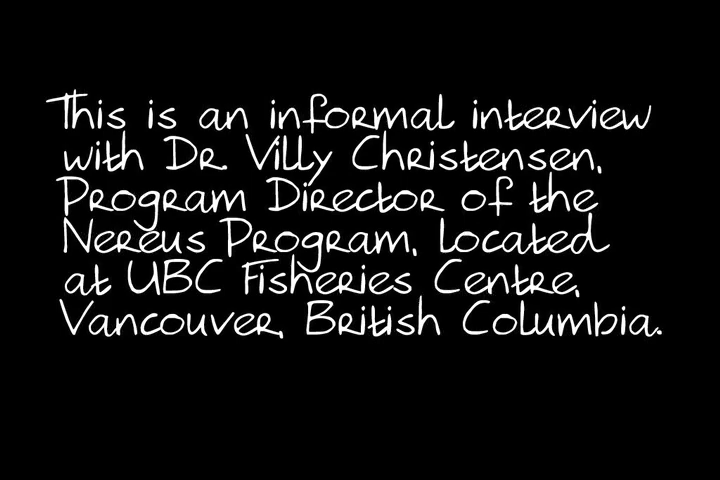 This is an informal interview
with Dr. Villy Christensen,
Program Director of the
Nereus Program, located
at UBC Fisheries Centre,
Vancouver, British Columbia.